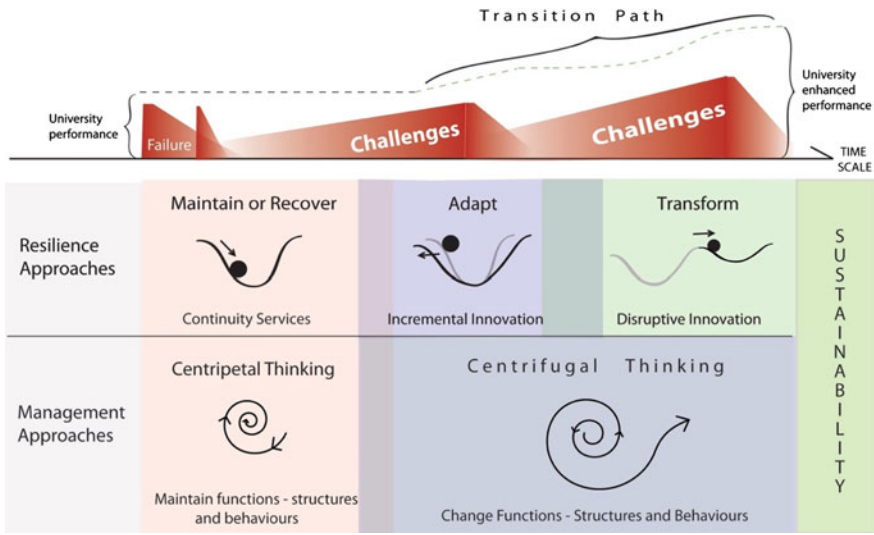 Transition Path
University
performance
Failure
Challenges
Challenges
University
enhanced
performance
TIME
SCALE
Resilience
Approaches
Maintain or Recover
Continuity Services
Adapt
Incremental Innovation
Transform
Disruptive Innovation
Management
Approaches
Centripetal Thinking
Maintain functions - structures
and behaviours
Centrifugal Thinking
Change Functions - Structures and Behaviours
SUSTAINABILITY